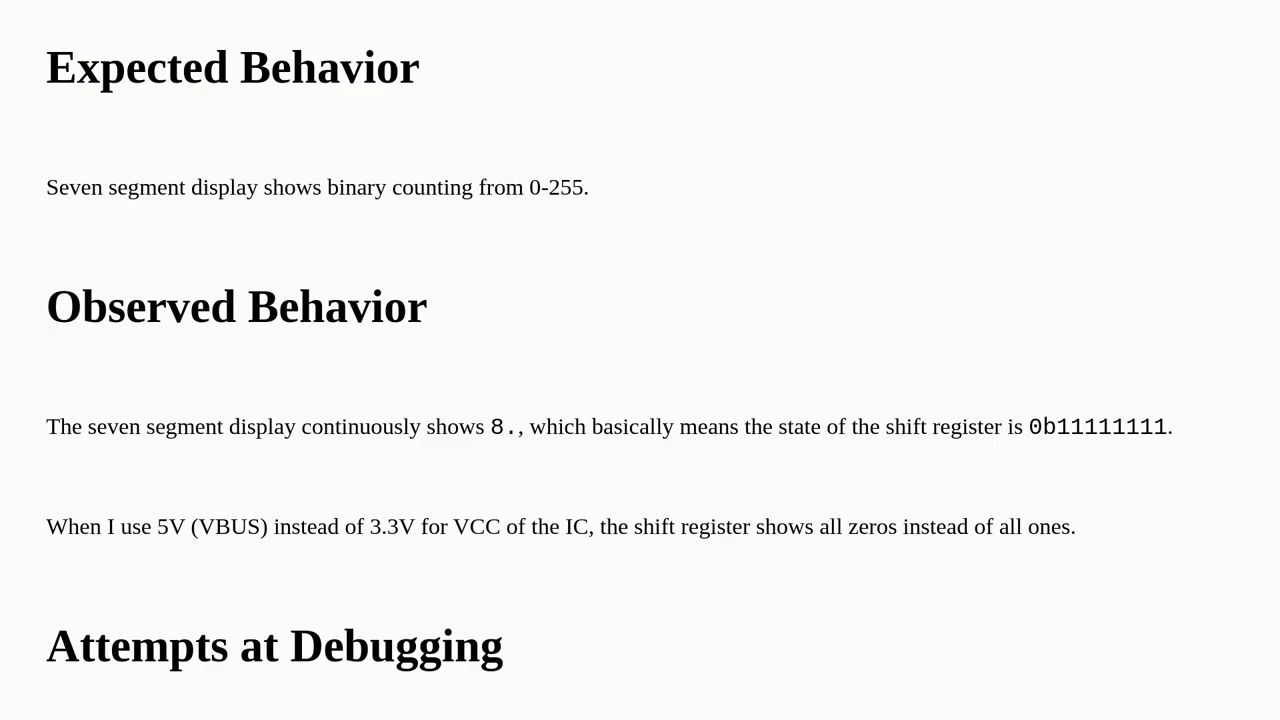 Expected Behavior
Seven segment display shows binary counting from 0-255.
Observed Behavior
The seven segment display continuously shows 8., which basically means the state of the shift register is 0b11111111.
When I use 5V (VBUS) instead of 3.3V for VCC of the IC, the shift register shows all zeros instead of all ones.
Attempts at Debugging